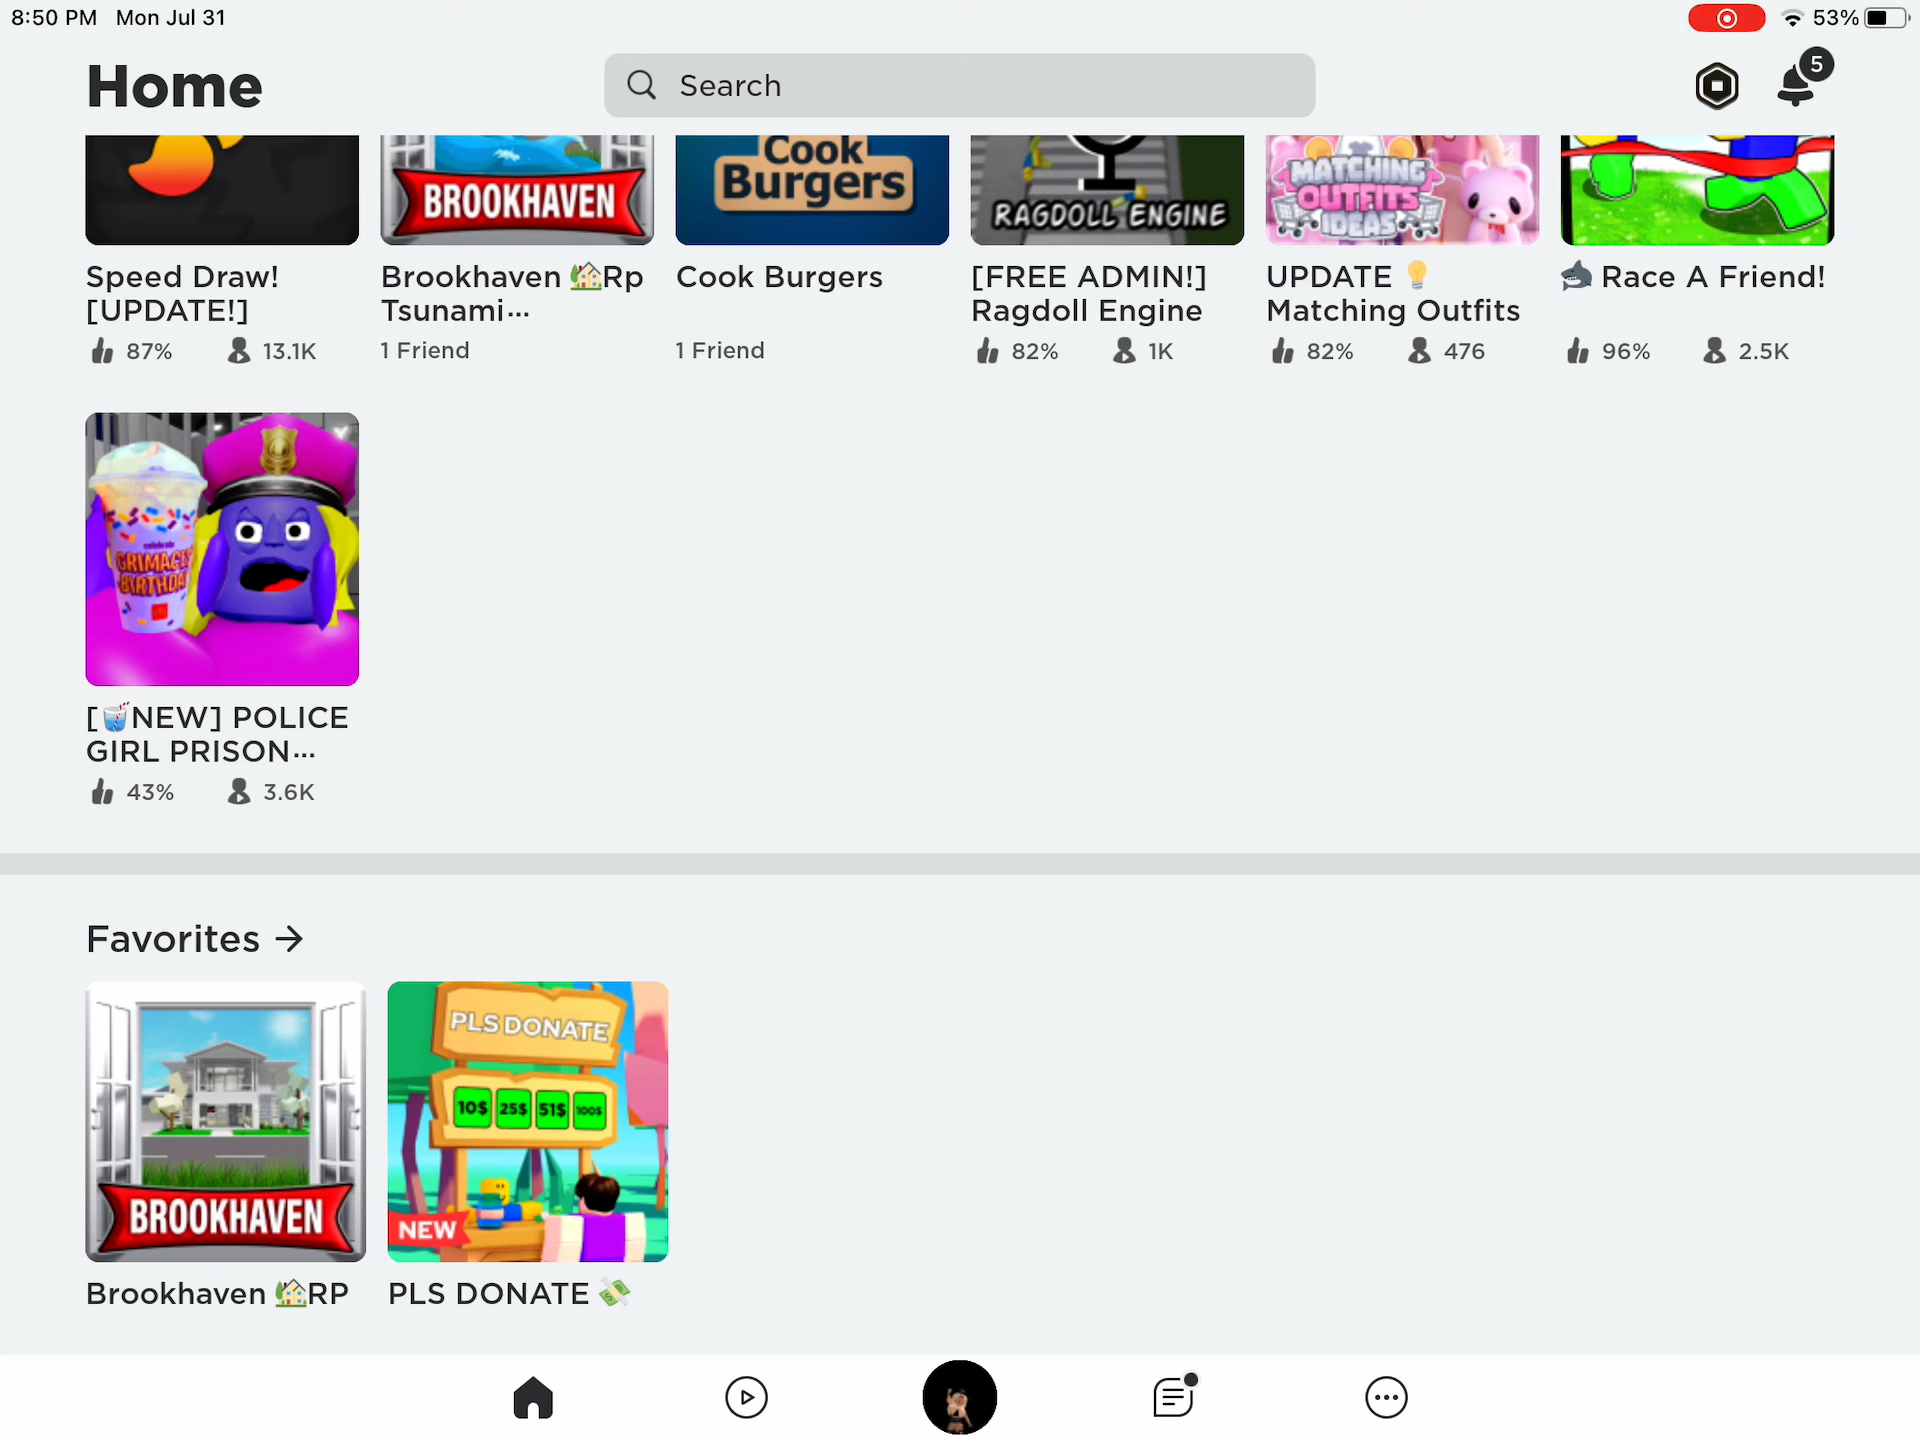 8:50 PM Mon Jul 31
53%
Home
Search
5
BROOKHAVEN
Cook
Burgers
RAGDOLL ENGINE
MATCHING
OUTFITS
IDEAS
Speed Draw!
[UPDATE!]
87% 13.1K
Brookhaven 🏡Rp
Tsunami...
1 Friend
Cook Burgers
1 Friend
[FREE ADMIN!]
Ragdoll Engine
82% 1K
UPDATE 💡
Matching Outfits
82% 476
🦈 Race A Friend!
96% 2.5K
GRIMACE'S
BIRTHDAY
[🥤NEW] POLICE
GIRL PRISON...
43% 3.6K
Favorites →
BROOKHAVEN
Brookhaven 🏡RP
PLS DONATE
10$ 25$ 51$ 100$
NEW
PLS DONATE 💸